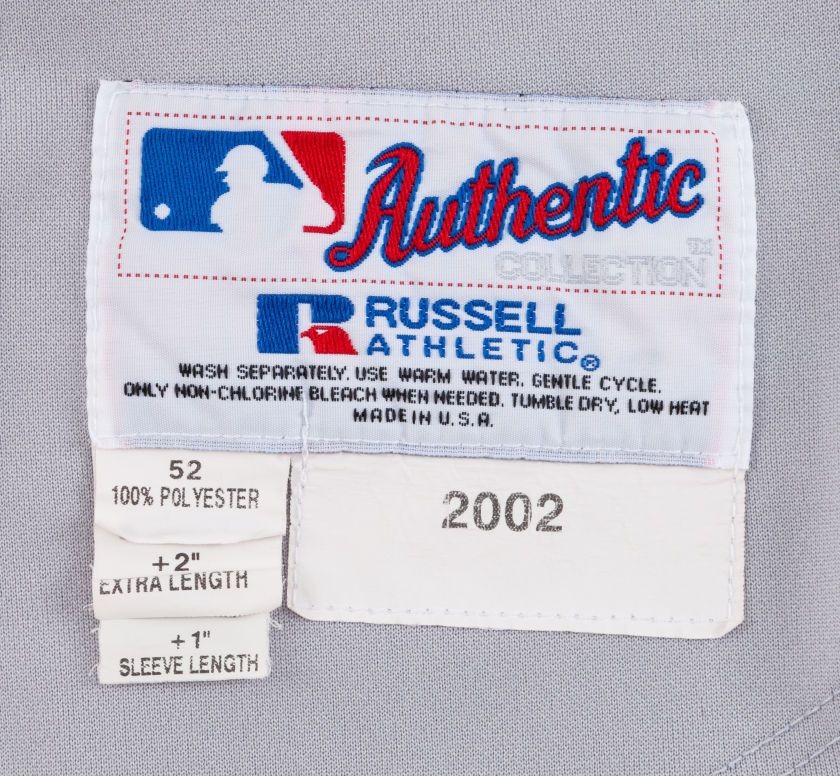 Authentic
COLLECTION TM
RUSSELL
ATHLETIC®
WASH SEPARATELY. USE WARM WATER. GENTLE CYCLE.
ONLY NON-CHLORINE BLEACH WHEN NEEDED. TUMBLE DRY, LOW HEAT
MADE IN U.S.A.
52
100% POLYESTER
2002
+2"
EXTRA LENGTH
+1"
SLEEVE LENGTH